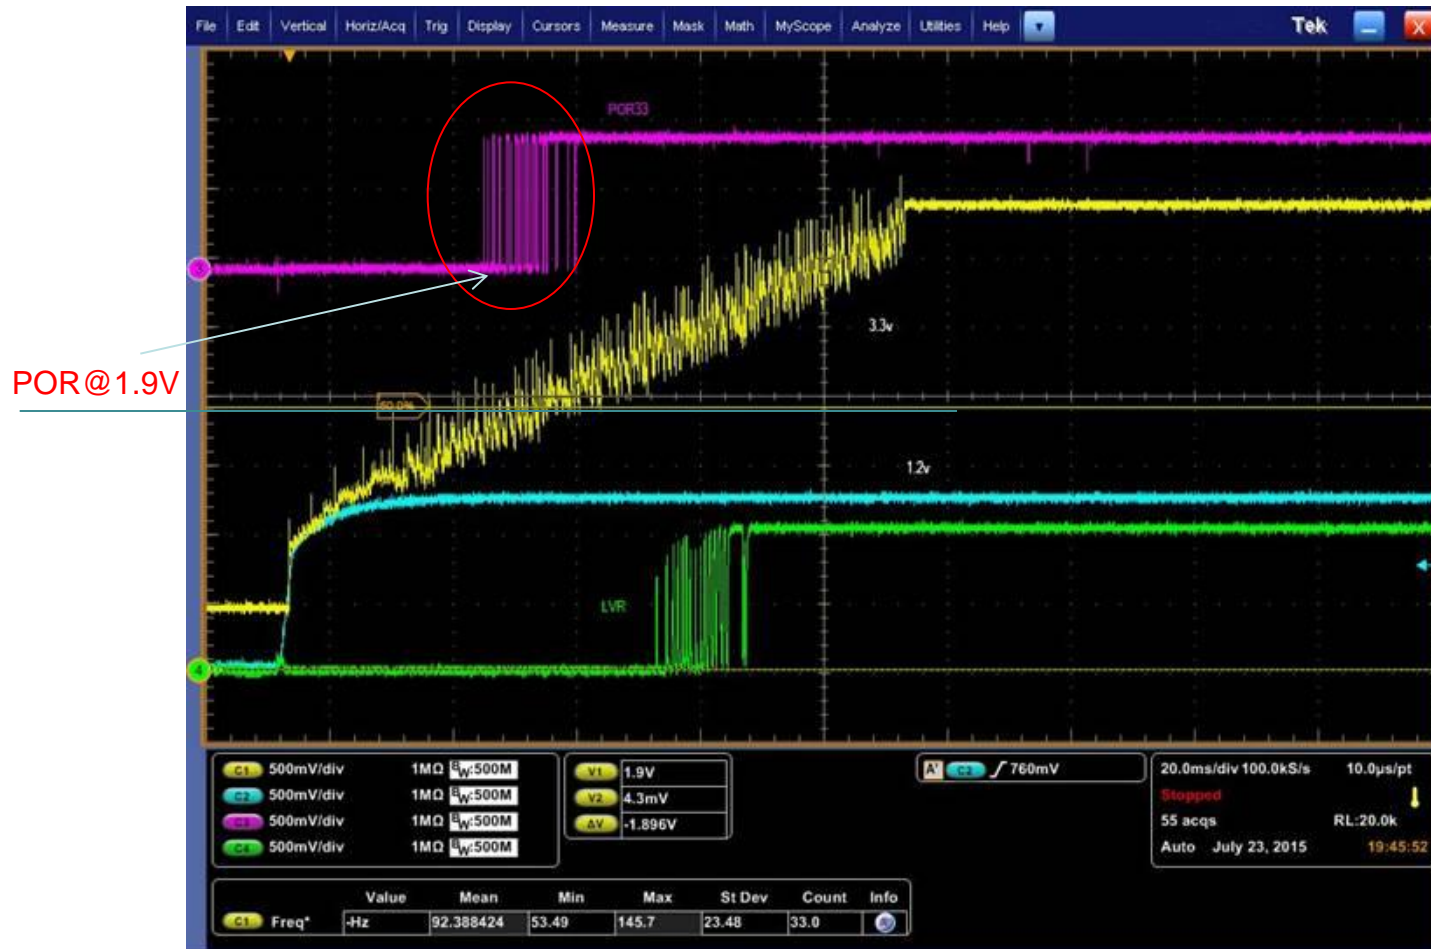 File Edit Vertical Horiz/Acq Trig Display Cursors Measure Mask Math MyScope Analyze Utilities Help Tek
POR33
3
3.3v
POR@1.9V
50.0%
1.2v
LVR
4
C1 500mV/div 1MΩ BW:500M
C2 500mV/div 1MΩ BW:500M
C3 500mV/div 1MΩ BW:500M
C4 500mV/div 1MΩ BW:500M
V1 1.9V
V2 4.3mV
ΔV -1.896V
A' C2 760mV
20.0ms/div 100.0kS/s 10.0µs/pt
Stopped
55 acqs RL:20.0k
Auto July 23, 2015 19:45:52
Value Mean Min Max St Dev Count Info
C1 Freq* -Hz 92.388424 53.49 145.7 23.48 33.0